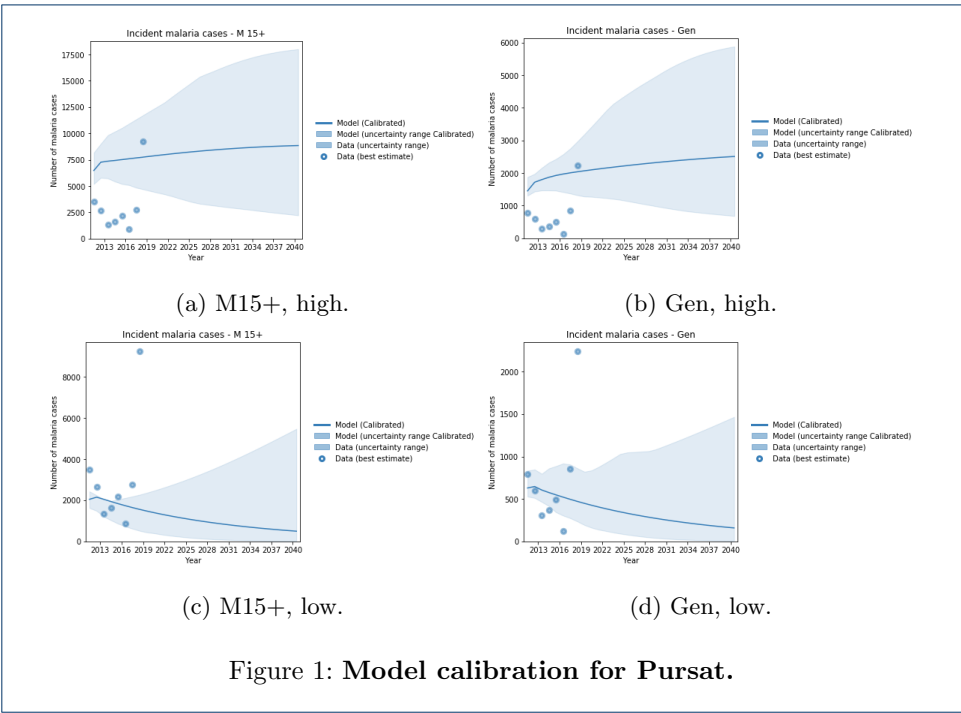 Incident malaria cases - M 15+
Number of malaria cases
17500
15000
12500
10000
7500
5000
2500
0
2013 2016 2019 2022 2025 2028 2031 2034 2037 2040
Year
Model (Calibrated)
Model (uncertainty range Calibrated)
Data (uncertainty range)
Data (best estimate)
(a) M15+, high.
Incident malaria cases - Gen
Number of malaria cases
6000
5000
4000
3000
2000
1000
0
2013 2016 2019 2022 2025 2028 2031 2034 2037 2040
Year
Model (Calibrated)
Model (uncertainty range Calibrated)
Data (uncertainty range)
Data (best estimate)
(b) Gen, high.
Incident malaria cases - M 15+
Number of malaria cases
8000
6000
4000
2000
0
2013 2016 2019 2022 2025 2028 2031 2034 2037 2040
Year
Model (Calibrated)
Model (uncertainty range Calibrated)
Data (uncertainty range)
Data (best estimate)
(c) M15+, low.
Incident malaria cases - Gen
Number of malaria cases
2000
1500
1000
500
0
2013 2016 2019 2022 2025 2028 2031 2034 2037 2040
Year
Model (Calibrated)
Model (uncertainty range Calibrated)
Data (uncertainty range)
Data (best estimate)
(d) Gen, low.
Figure 1: Model calibration for Pursat.